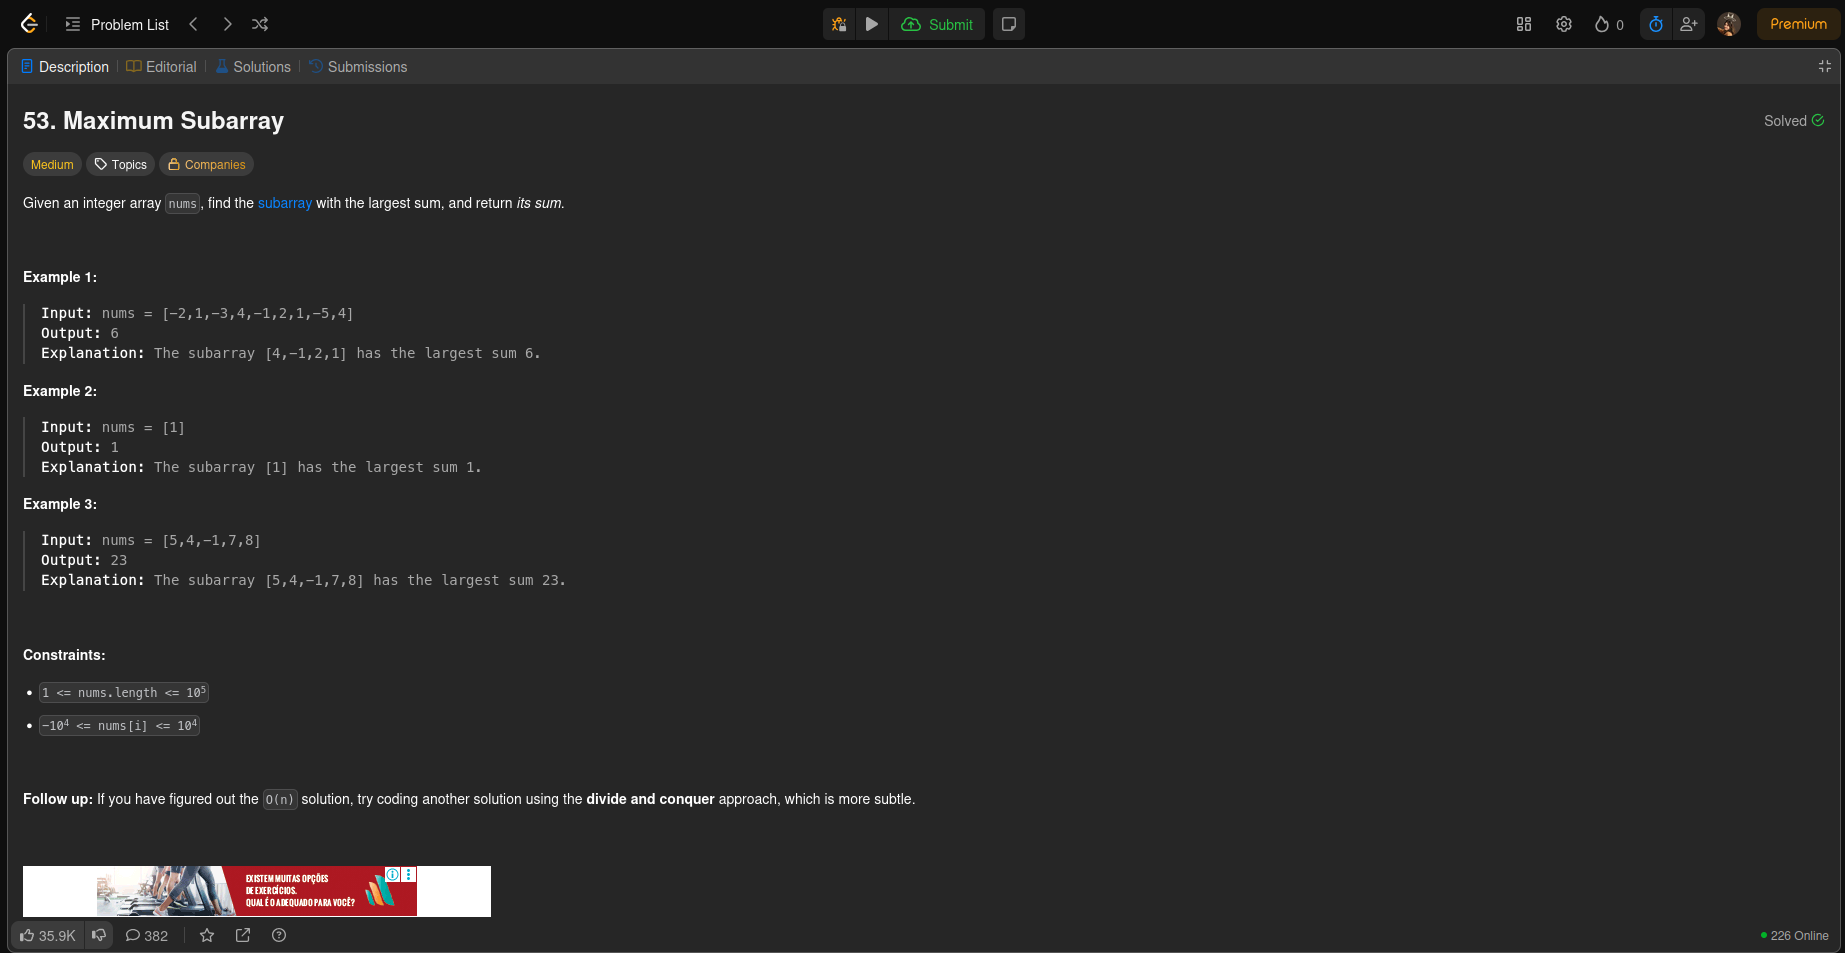 Problem List
Submit
0
Premium
Description
Editorial
Solutions
Submissions
53. Maximum Subarray
Solved
Medium
Topics
Companies
Given an integer array nums, find the subarray with the largest sum, and return its sum.
Example 1:
Input: nums = [-2,1,-3,4,-1,2,1,-5,4]
Output: 6
Explanation: The subarray [4,-1,2,1] has the largest sum 6.
Example 2:
Input: nums = [1]
Output: 1
Explanation: The subarray [1] has the largest sum 1.
Example 3:
Input: nums = [5,4,-1,7,8]
Output: 23
Explanation: The subarray [5,4,-1,7,8] has the largest sum 23.
Constraints:
• 1 <= nums.length <= 10⁵
• -10⁴ <= nums[i] <= 10⁴
Follow up: If you have figured out the O(n) solution, try coding another solution using the divide and conquer approach, which is more subtle.
EXISTEM MUITAS OPÇÕES
DE EXERCÍCIOS.
QUAL É O ADEQUADO PARA VOCÊ?
35.9K
382
226 Online